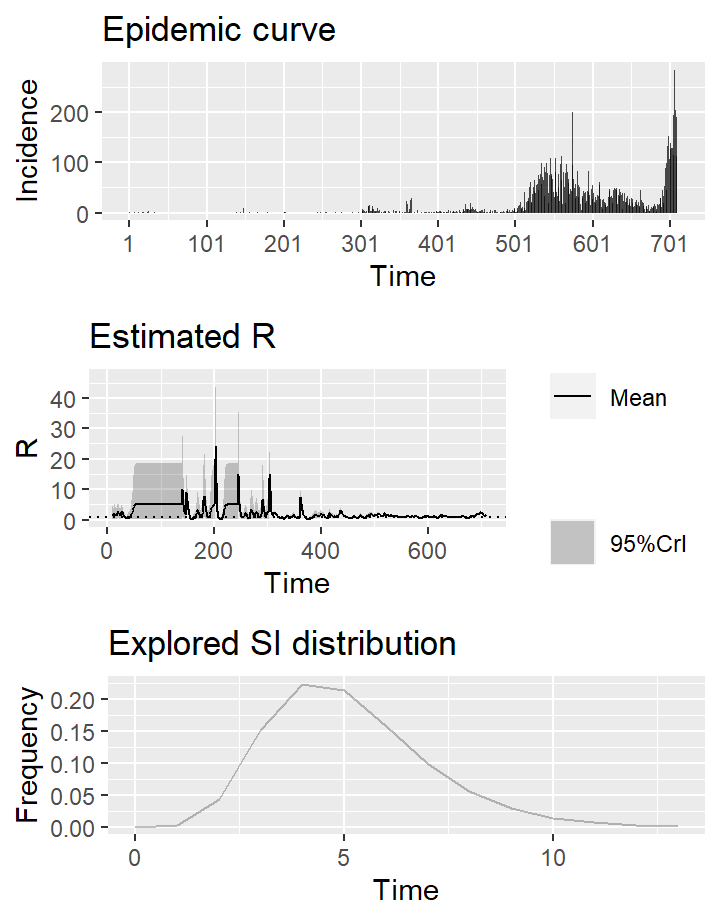 Epidemic curve
Incidence
200
100
0
1 101 201 301 401 501 601 701
Time
Estimated R
R
40
30
20
10
0
0 200 400 600
Time
Mean
95%CrI
Explored SI distribution
Frequency
0.20
0.15
0.10
0.05
0.00
0 5 10
Time